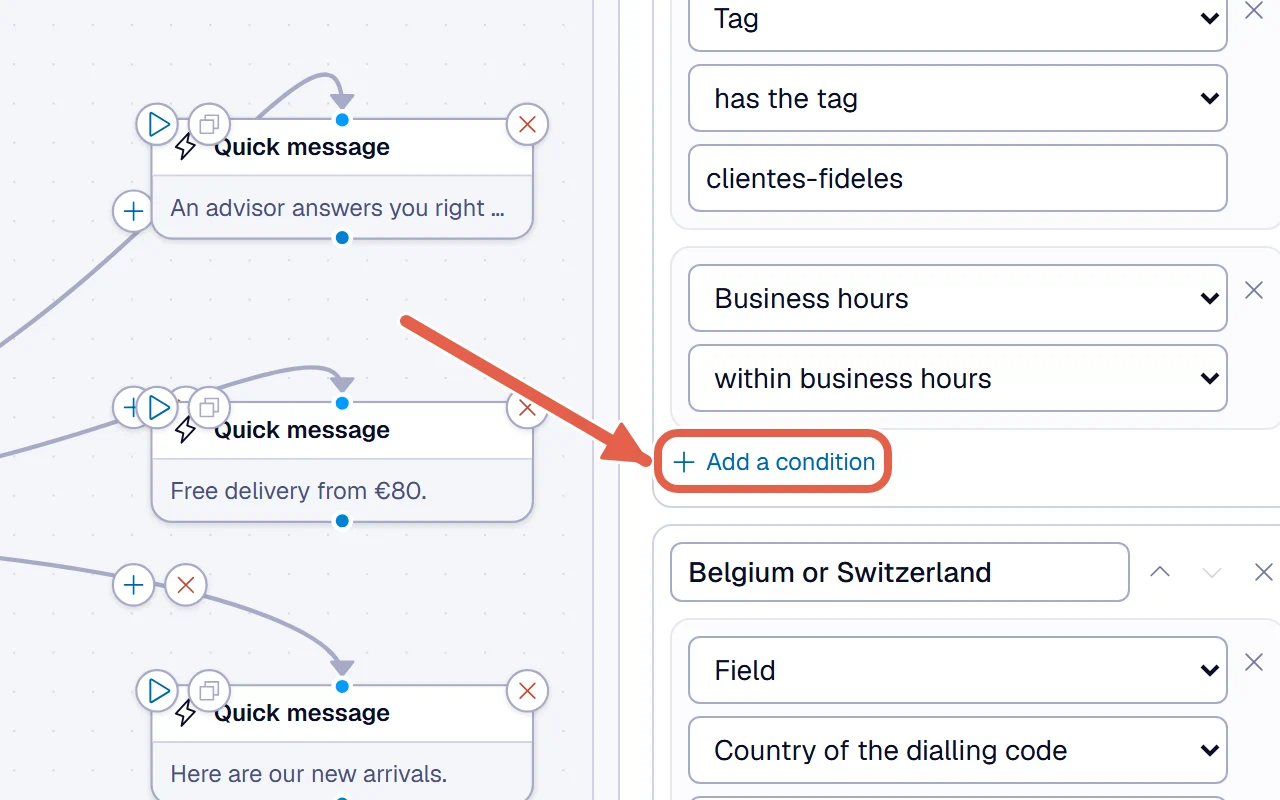 Quick message
An advisor answers you right ...
Quick message
Free delivery from €80.
Quick message
Here are our new arrivals.
Tag
has the tag
clientes-fideles
Business hours
within business hours
Add a condition
Belgium or Switzerland
Field
Country of the dialling code